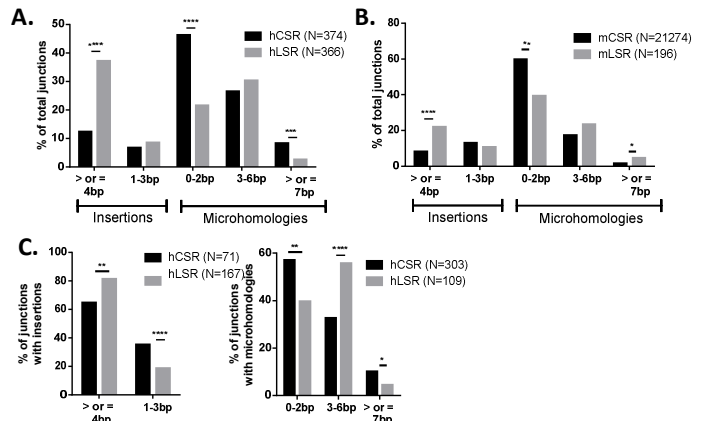 A.
% of total junctions
50
40
30
20
10
0
****
****
***
hCSR (N=374)
hLSR (N=366)
> or =
4bp
1-3bp
0-2bp
3-6bp
> or =
7bp
Insertions
Microhomologies
B.
% of total junctions
80
60
40
20
0
****
**
*
mCSR (N=21274)
mLSR (N=196)
> or =
4bp
1-3bp
0-2bp
3-6bp
> or =
7bp
Insertions
Microhomologies
C.
% of junctions
with insertions
100
80
60
40
20
0
**
****
hCSR (N=71)
hLSR (N=167)
> or =
4bp
1-3bp
% of junctions
with microhomologies
60
40
20
0
**
****
*
hCSR (N=303)
hLSR (N=109)
0-2bp
3-6bp
> or =
7bp